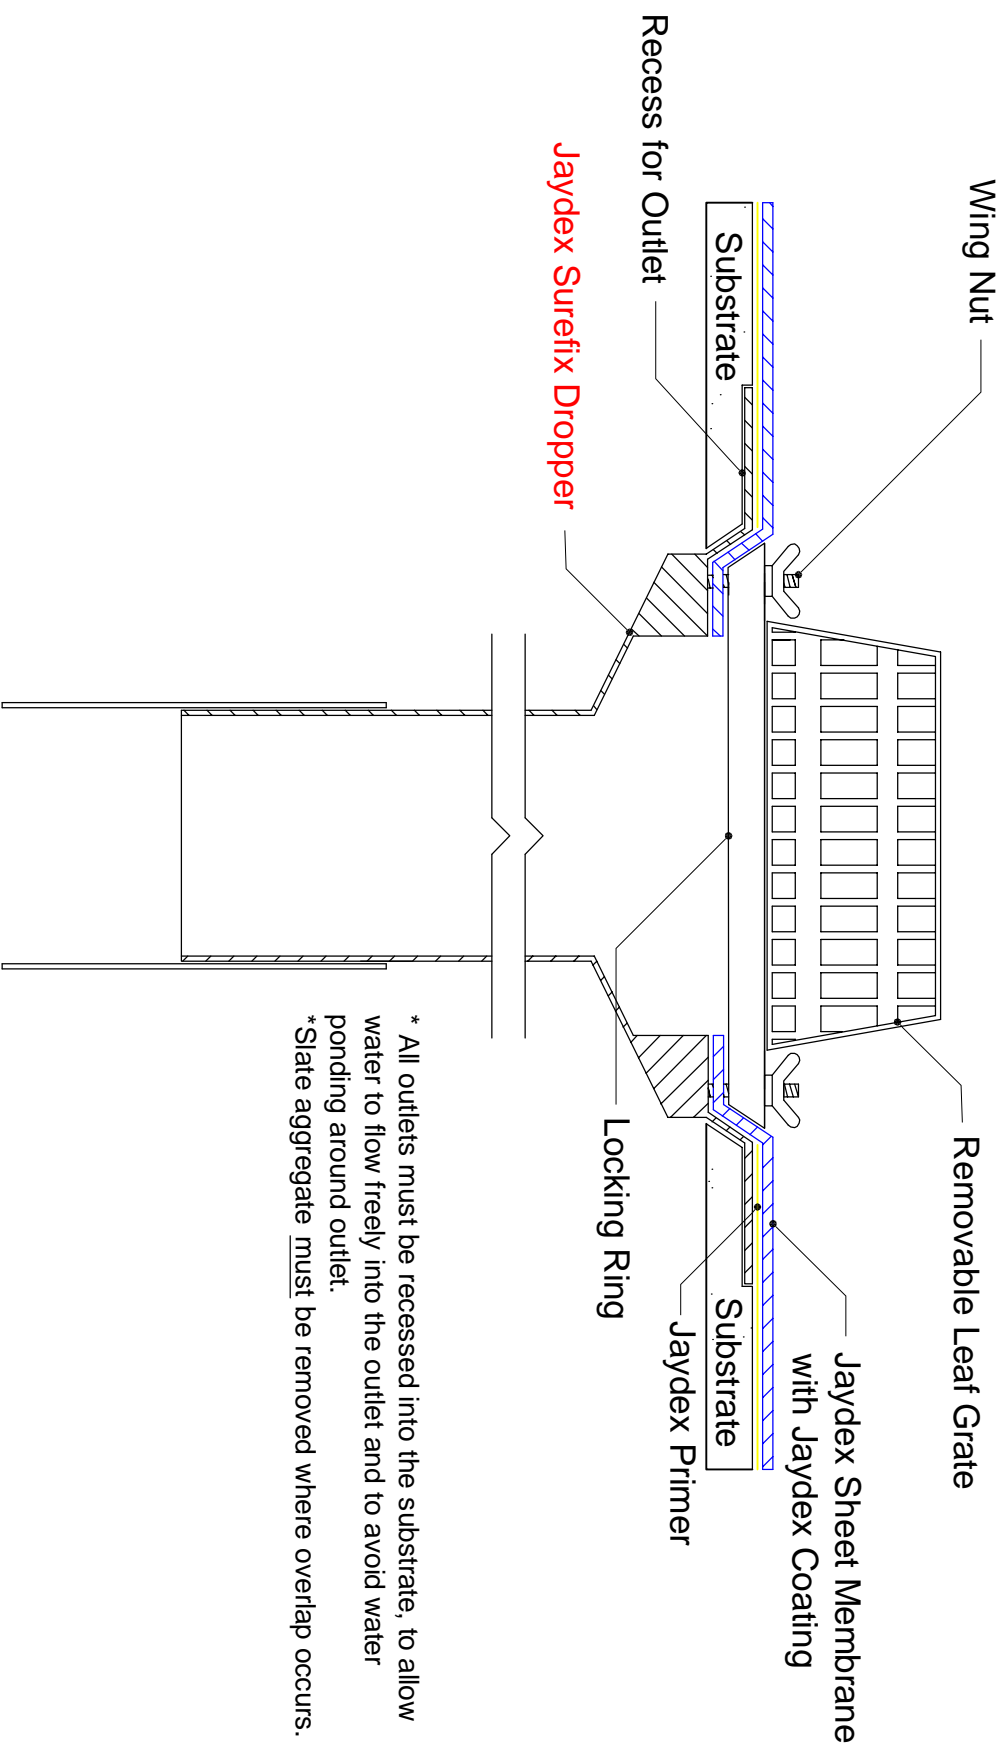 Wing Nut
Removable Leaf Grate
Jaydex Sheet Membrane
with Jaydex Coating
Recess for Outlet
Substrate
Substrate
Jaydex Primer
Jaydex Surefix Dropper
Locking Ring
* All outlets must be recessed into the substrate, to allow
water to flow freely into the outlet and to avoid water
ponding around outlet.
*Slate aggregate must be removed where overlap occurs.